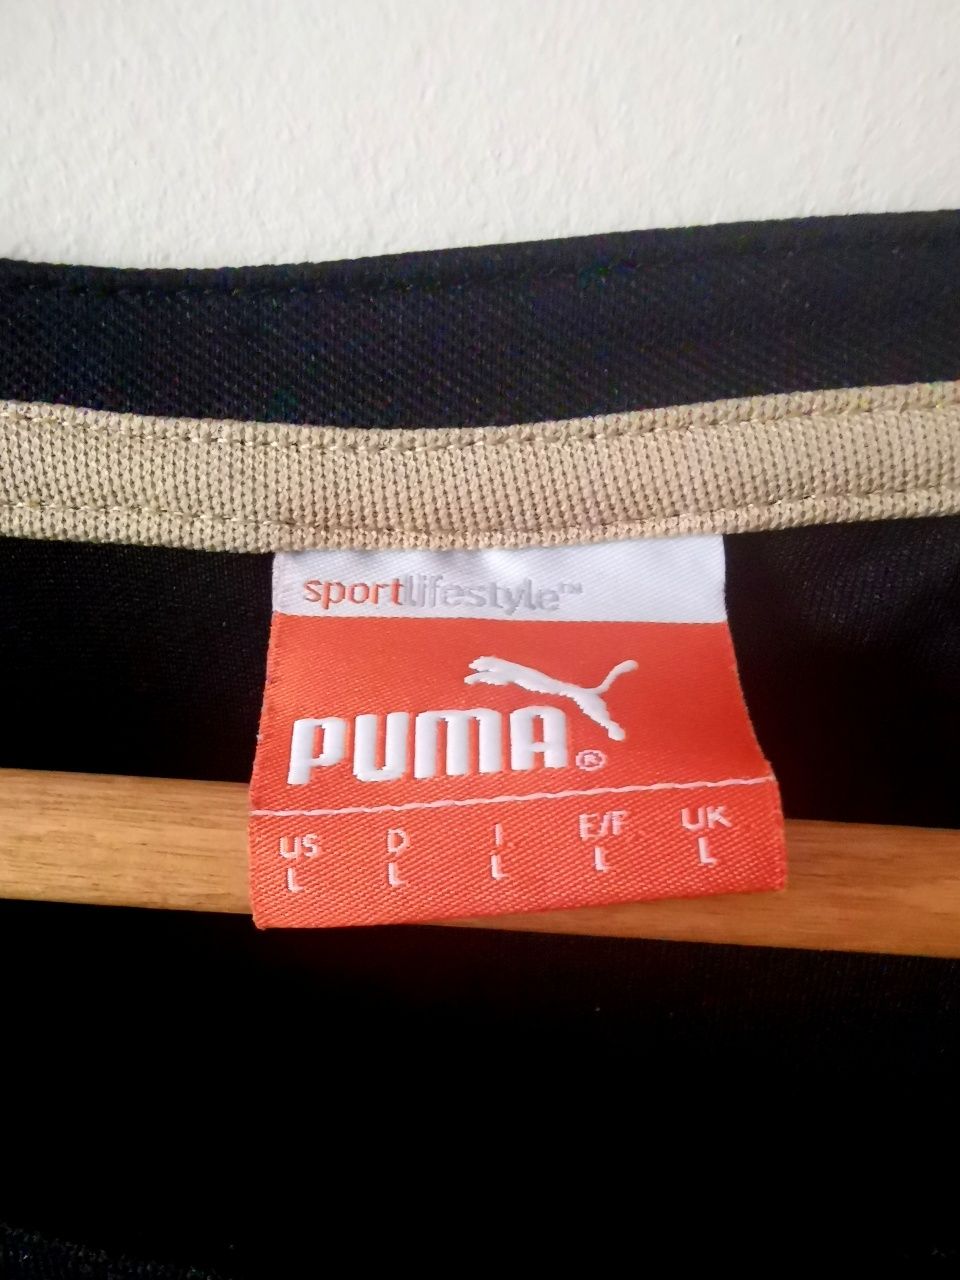 sportlifestyle™
PUMA®
US D I E/F UK
L L L L L